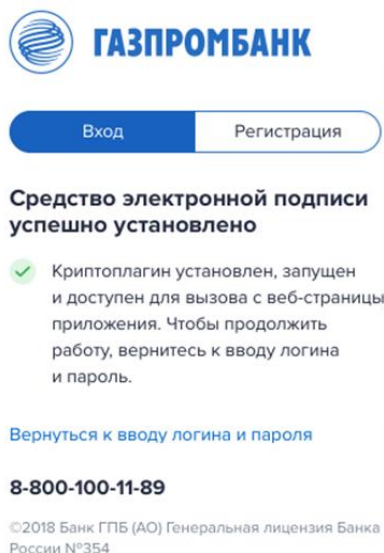 ГАЗПРОМБАНК
Вход
Регистрация
Средство электронной подписи
успешно установлено
Криптоплагин установлен, запущен
и доступен для вызова с веб-страницы
приложения. Чтобы продолжить
работу, вернитесь к вводу логина
и пароль.
Вернуться к вводу логина и пароля
8-800-100-11-89
©2018 Банк ГПБ (АО) Генеральная лицензия Банка
России №354